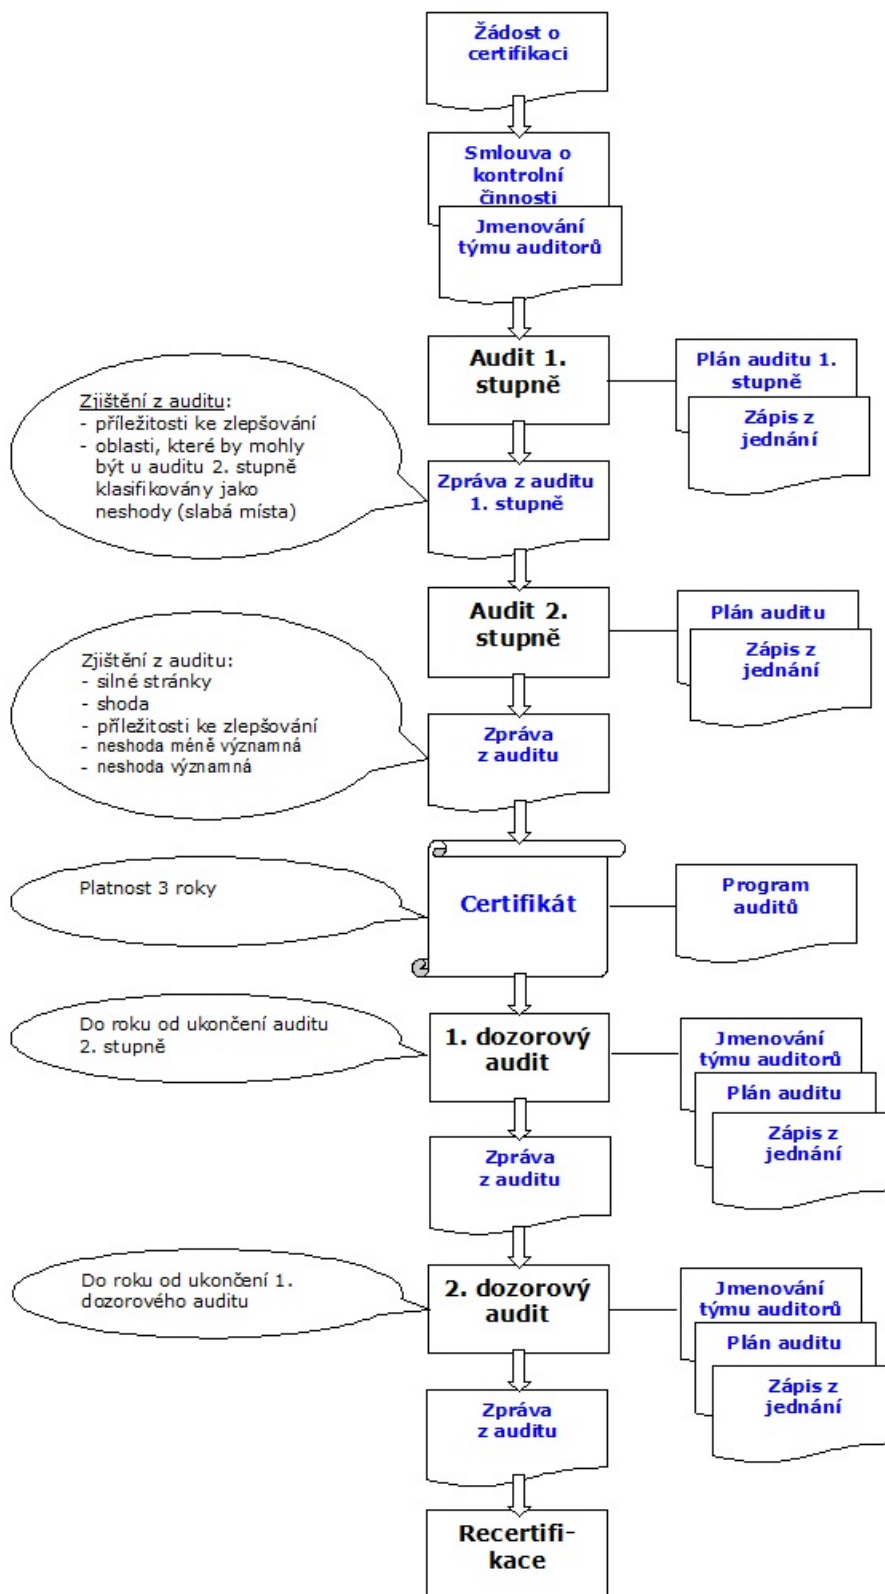 Žádost o
certifikaci
Smlouva o
kontrolní
činnosti
Jmenování
týmu auditorů
Audit 1.
stupně
Plán auditu 1.
stupně
Zápis z
jednání
Zjištění z auditu:
- příležitosti ke zlepšování
- oblasti, které by mohly
být u auditu 2. stupně
klasifikovány jako
neshody (slabá místa)
Zpráva z auditu
1. stupně
Audit 2.
stupně
Plán auditu
Zápis z
jednání
Zjištění z auditu:
- silné stránky
- shoda
- příležitosti ke zlepšování
- neshoda méně významná
- neshoda významná
Zpráva
z auditu
Platnost 3 roky
Certifikát
Program
auditů
Do roku od ukončení auditu
2. stupně
1. dozorový
audit
Jmenování
týmu auditorů
Plán auditu
Zápis z
jednání
Zpráva
z auditu
Do roku od ukončení 1.
dozorového auditu
2. dozorový
audit
Jmenování
týmu auditorů
Plán auditu
Zápis z
jednání
Zpráva
z auditu
Recertifi-
kace